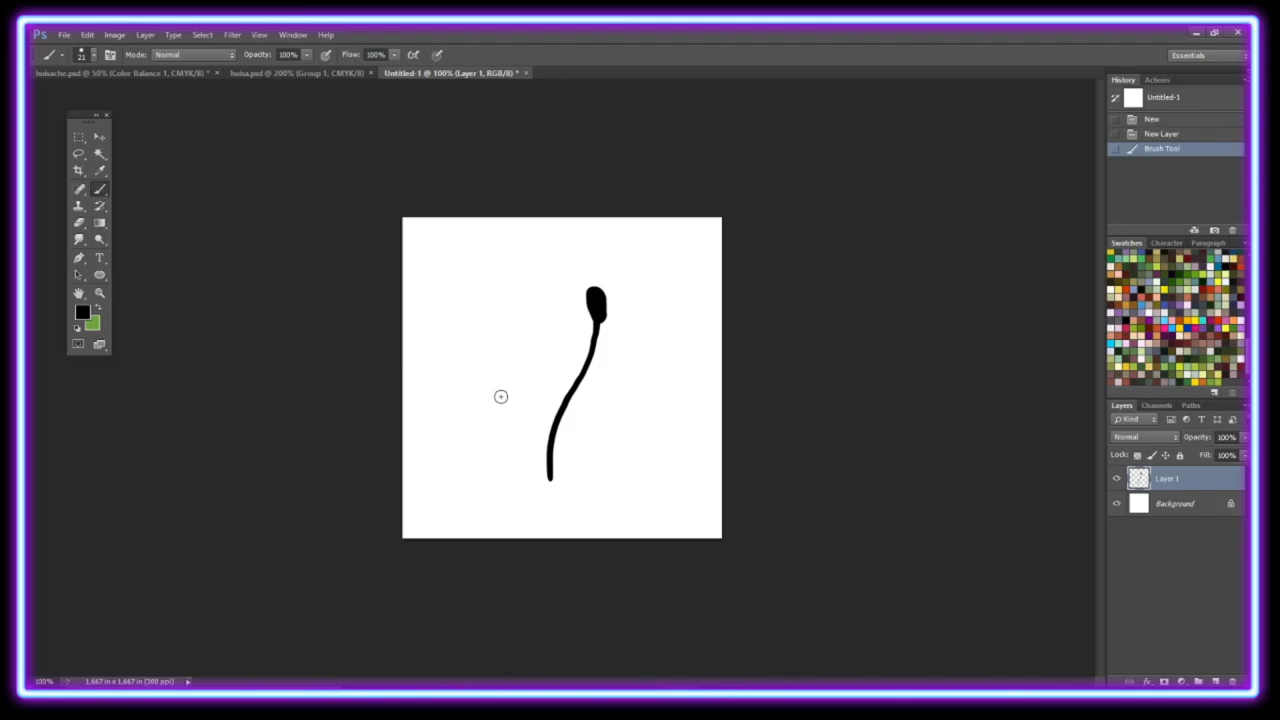 Ps File Edit Image Layer Type Select Filter View Window Help
21 Mode: Normal Opacity: 100% Flow: 100% Essentials
huisache.psd @ 50% (Color Balance 1, CMYK/8) * × huisa.psd @ 200% (Group 1, CMYK/8) × Untitled-1 @ 100% (Layer 1, RGB/8) * ×
History Actions
Untitled-1
New
New Layer
Brush Tool
Swatches Character Paragraph
Layers Channels Paths
Kind
Normal Opacity: 100%
Lock: Fill: 100%
Layer 1
Background
100% 1.667 in x 1.667 in (300 ppi)